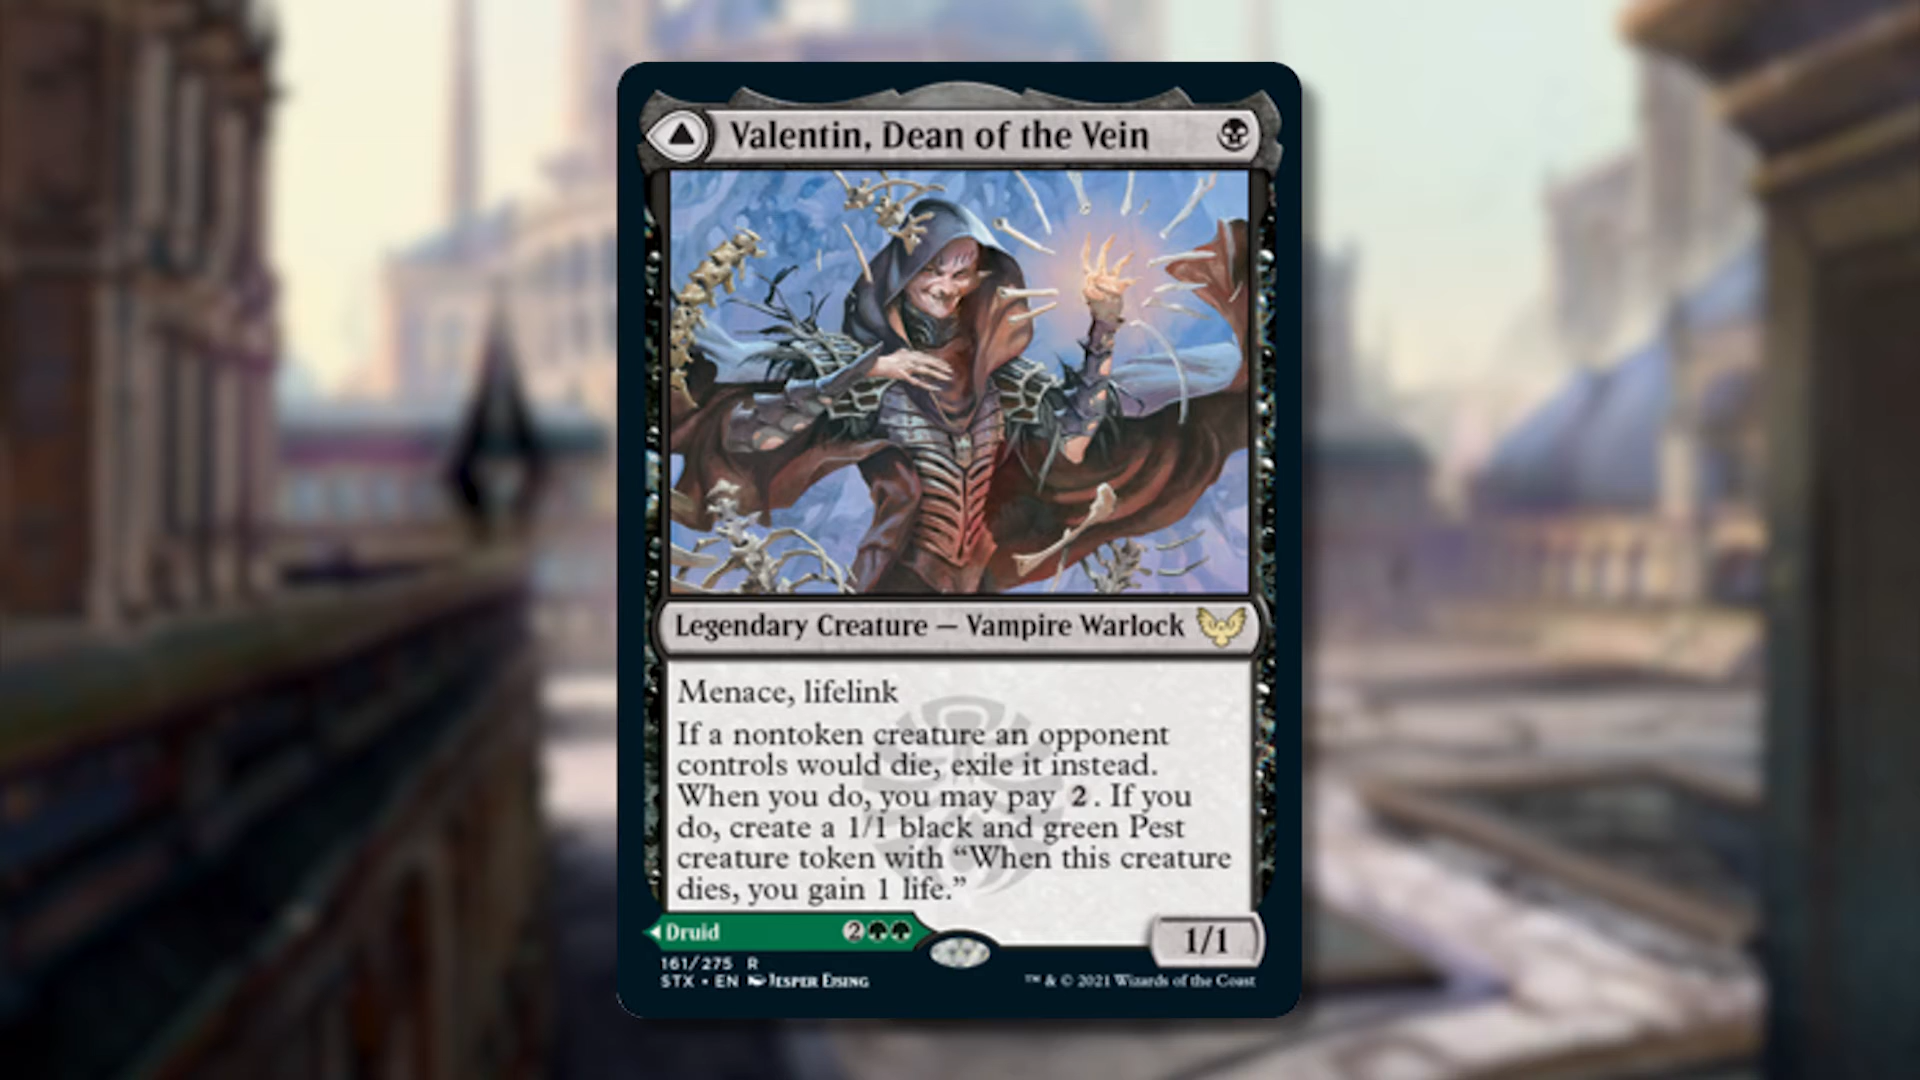 Valentin, Dean of the Vein
Legendary Creature — Vampire Warlock
Menace, lifelink
If a nontoken creature an opponent
controls would die, exile it instead.
When you do, you may pay 2. If you
do, create a 1/1 black and green Pest
creature token with “When this creature
dies, you gain 1 life.”
Druid 2
1/1
161/275 R
STX • EN Jesper Eising
™ & © 2021 Wizards of the Coast